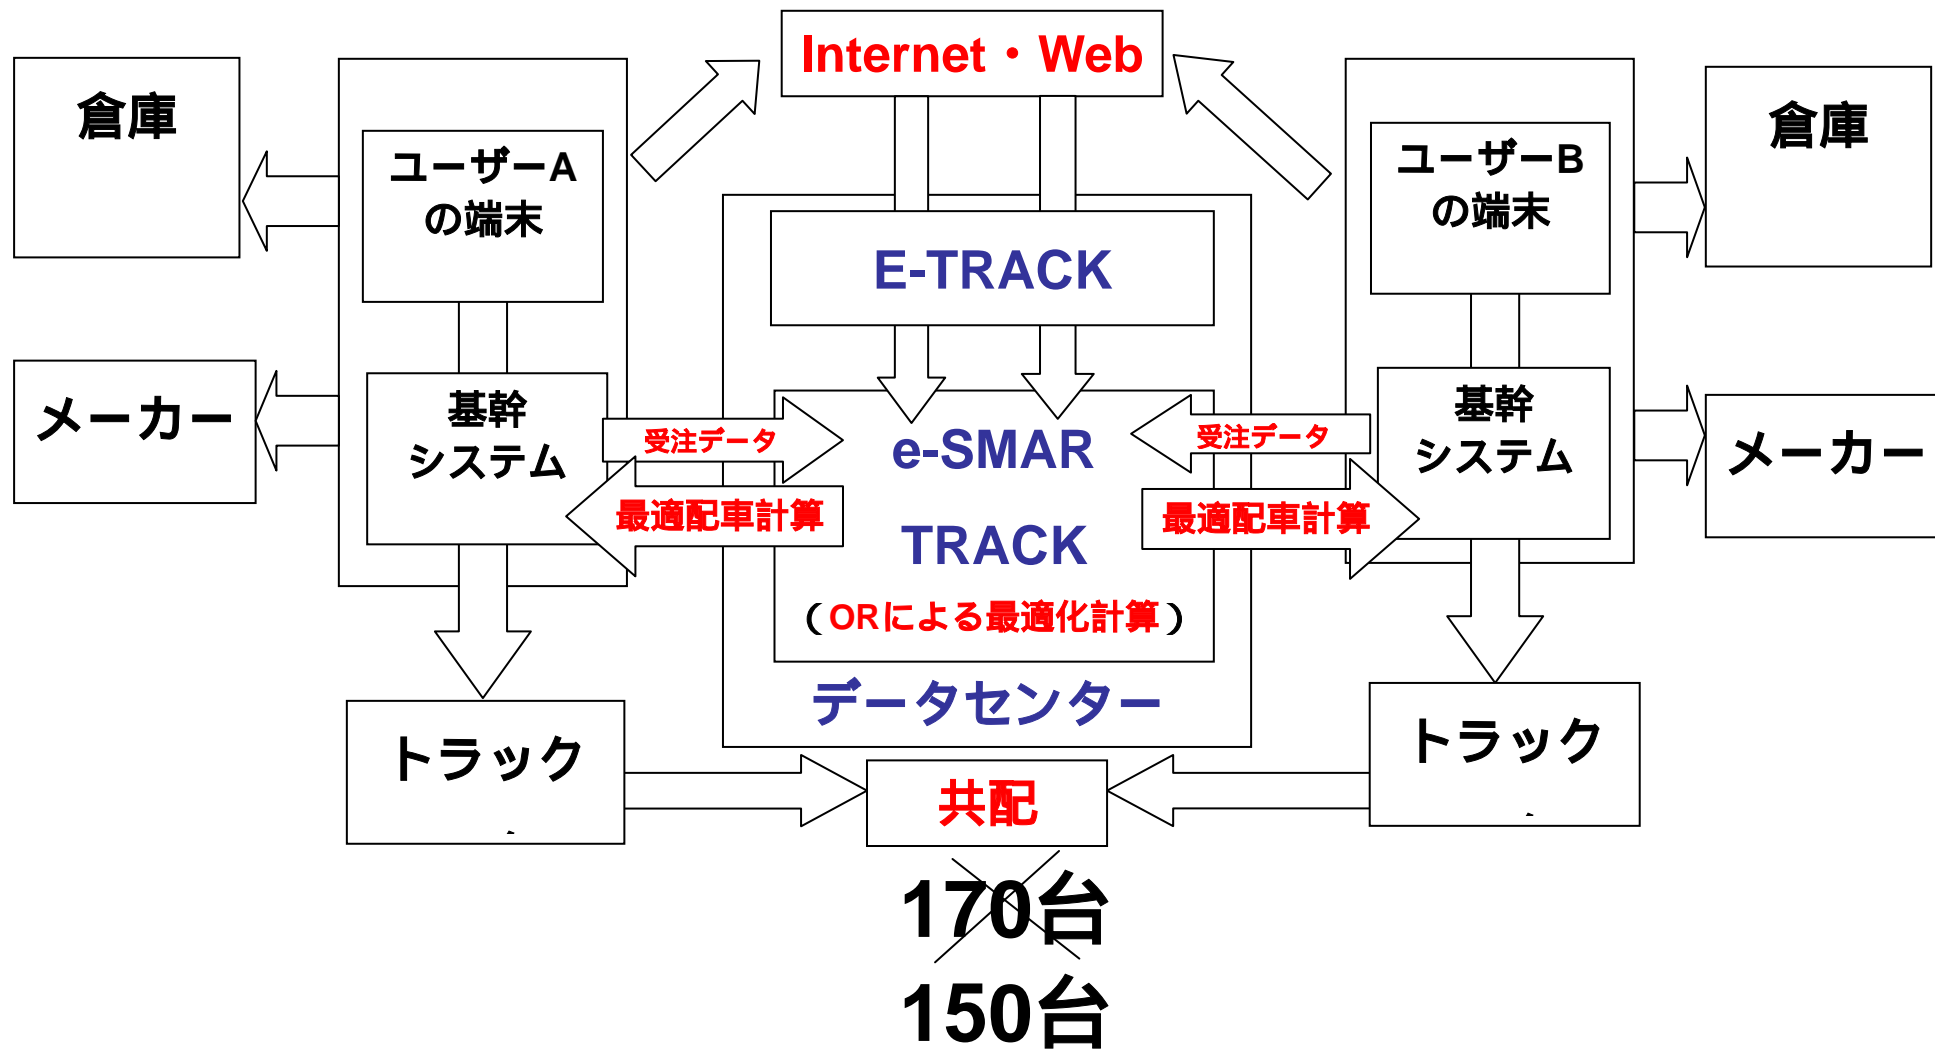 Internet・Web
倉庫
ユーザーA
の端末
ユーザーB
の端末
倉庫
E-TRACK
メーカー
基幹
システム
受注データ
最適配車計算
e-SMAR
TRACK
(ORによる最適化計算)
データセンター
受注データ
最適配車計算
基幹
システム
メーカー
トラック
共配
トラック
170台
150台